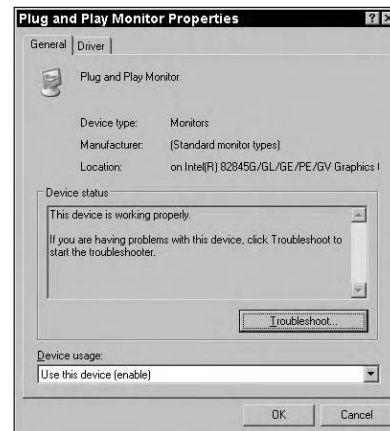 Plug and Play Monitor Properties
General
Driver
Plug and Play Monitor
Device type: Monitors
Manufacturer: (Standard monitor types)
Location: on Intel(R) 82845G/GL/GE/PE/GV Graphics
Device status
This device is working properly.
If you are having problems with this device, click Troubleshoot to
start the troubleshooter.
Troubleshoot...
Device usage:
Use this device (enable)
OK
Cancel